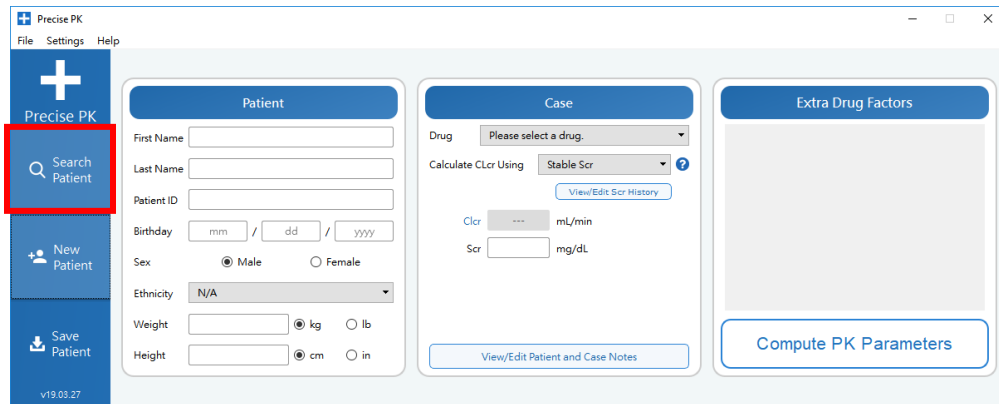 Precise PK
File Settings Help
Precise PK
Search
Patient
New
Patient
Save
Patient
v19.03.27
Patient
First Name
Last Name
Patient ID
Birthday mm / dd / yyyy
Sex Male Female
Ethnicity N/A
Weight kg lb
Height cm in
Case
Drug Please select a drug.
Calculate CLcr Using Stable Scr ?
View/Edit Scr History
Clcr --- mL/min
Scr mg/dL
View/Edit Patient and Case Notes
Extra Drug Factors
Compute PK Parameters